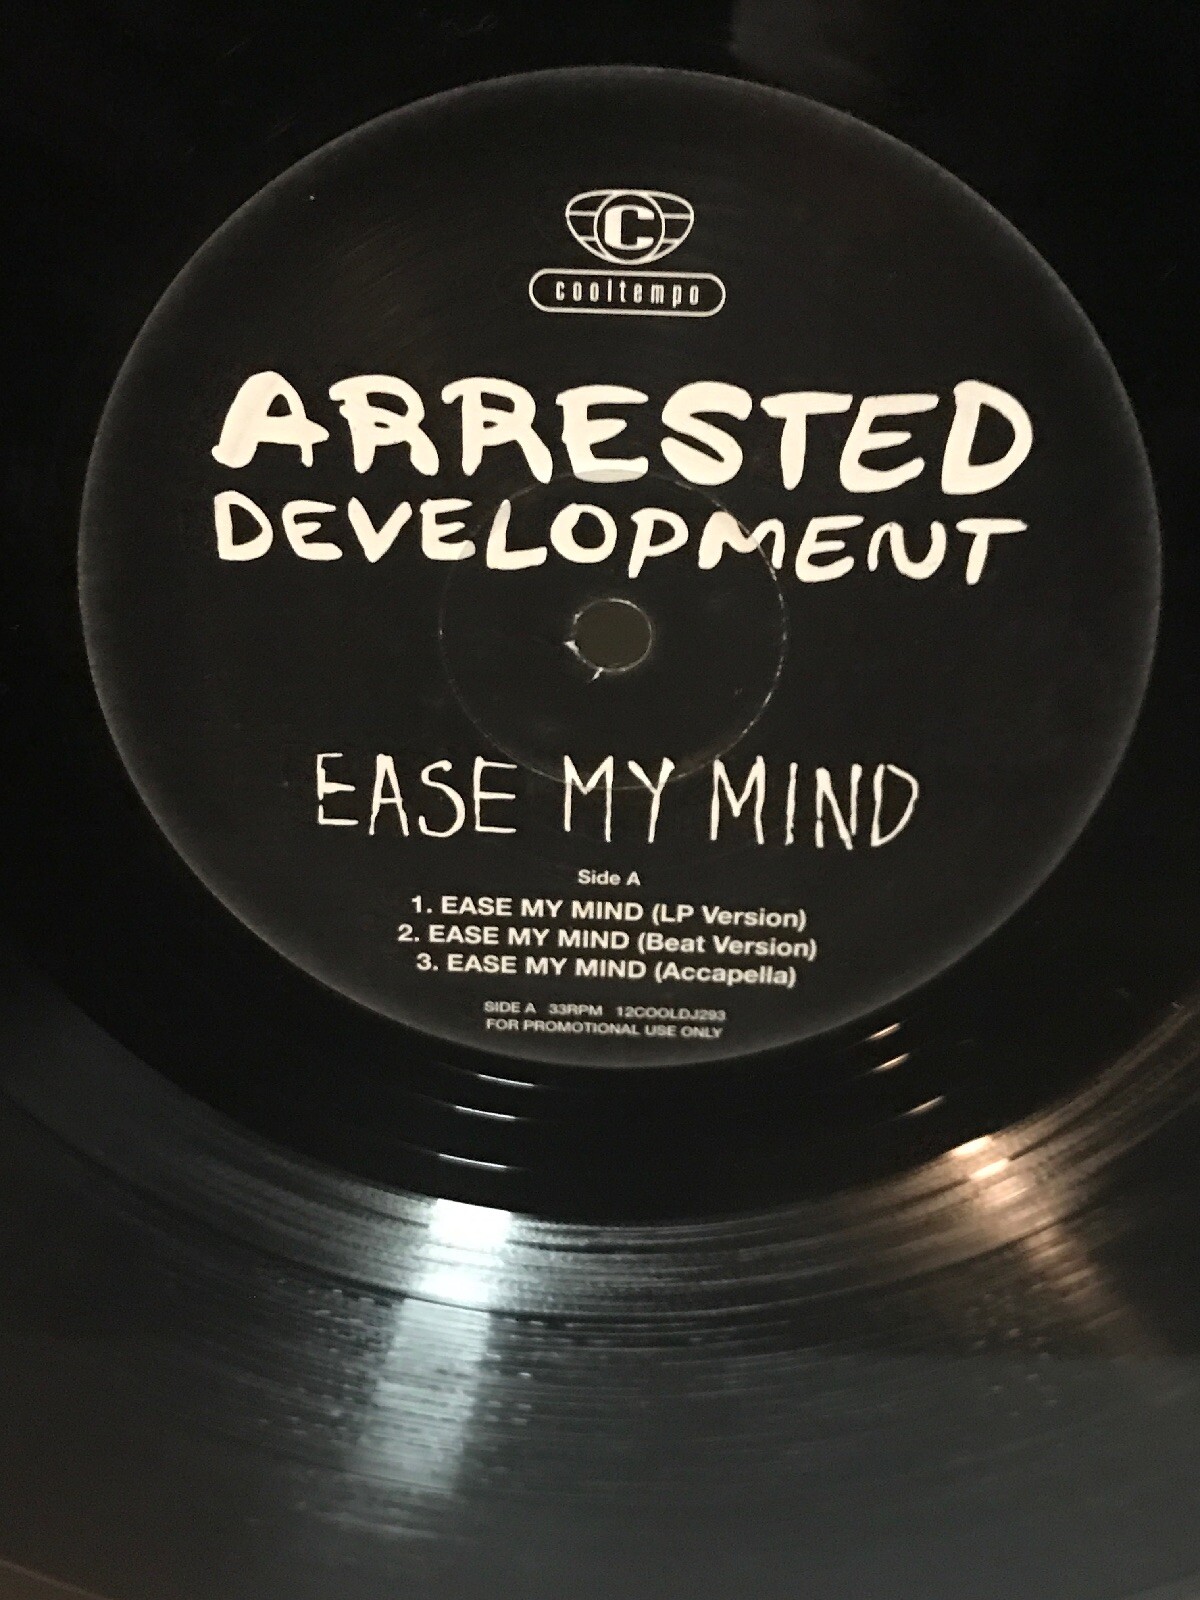 C
cooltempo
ARRESTED
DEVELOPMENT
EASE MY MIND
Side A
1. EASE MY MIND (LP Version)
2. EASE MY MIND (Beat Version)
3. EASE MY MIND (Accapella)
SIDE A 33RPM 12COOLDJ293
FOR PROMOTIONAL USE ONLY